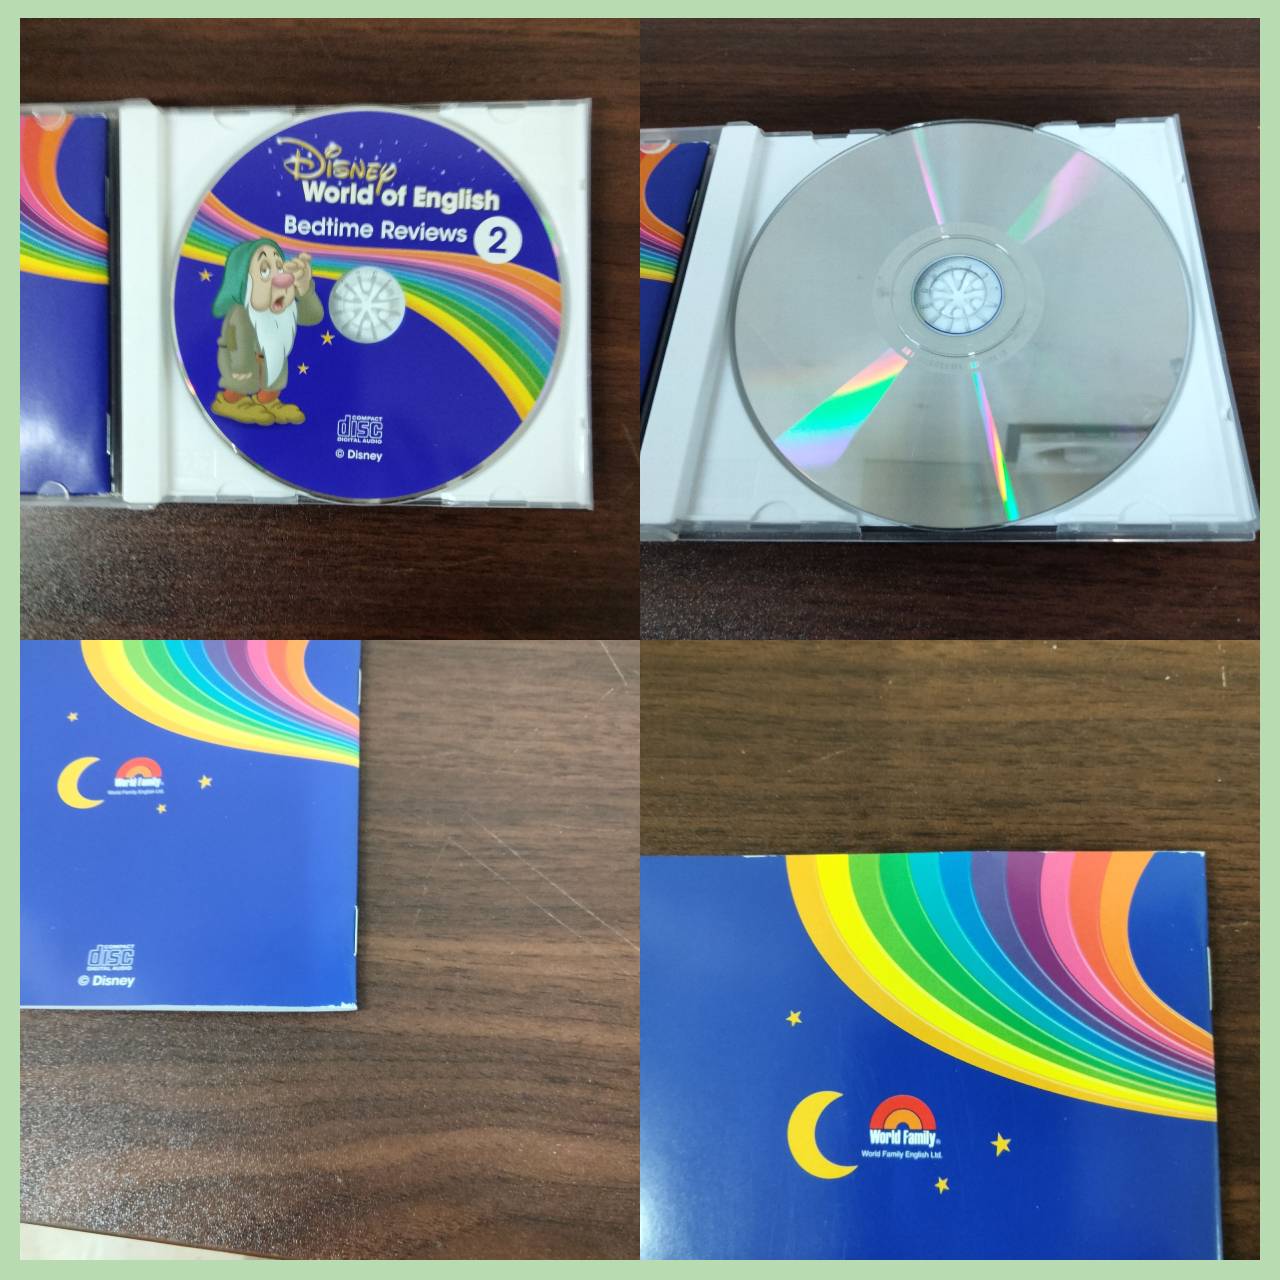 Disney
World of English
Bedtime Reviews 2
COMPACT
disc
DIGITAL AUDIO
© Disney
World Family®
World Family English Ltd.
COMPACT
disc
DIGITAL AUDIO
© Disney
World Family®
World Family English Ltd.